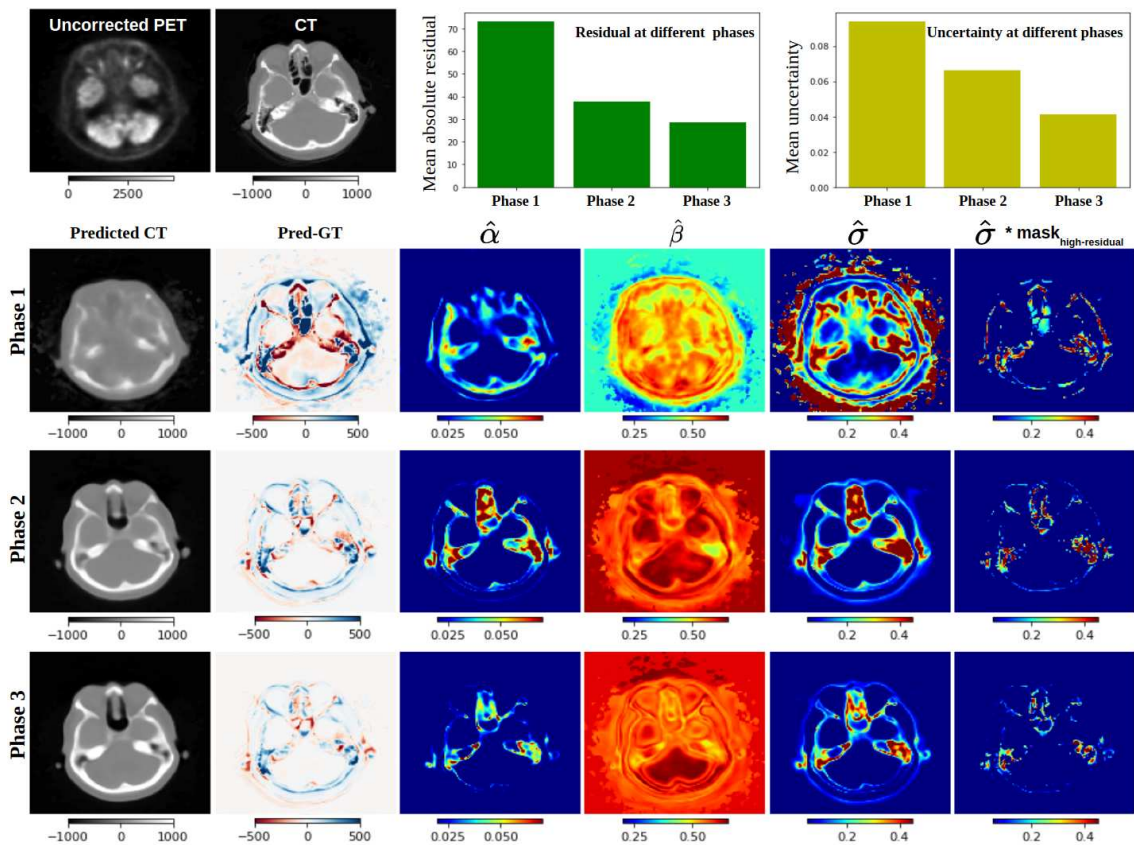 Uncorrected PET
CT
0 2500
−1000 0 1000
Mean absolute residual
70
60
50
40
30
20
10
0
Residual at different phases
Phase 1 Phase 2 Phase 3
Mean uncertainty
0.08
0.06
0.04
0.02
0.00
Uncertainty at different phases
Phase 1 Phase 2 Phase 3
Predicted CT Pred-GT α̂ β̂ σ̂ σ̂ * mask high-residual
Phase 1
−1000 0 1000 −500 0 500 0.025 0.050 0.25 0.50 0.2 0.4 0.2 0.4
Phase 2
−1000 0 1000 −500 0 500 0.025 0.050 0.25 0.50 0.2 0.4 0.2 0.4
Phase 3
−1000 0 1000 −500 0 500 0.025 0.050 0.25 0.50 0.2 0.4 0.2 0.4